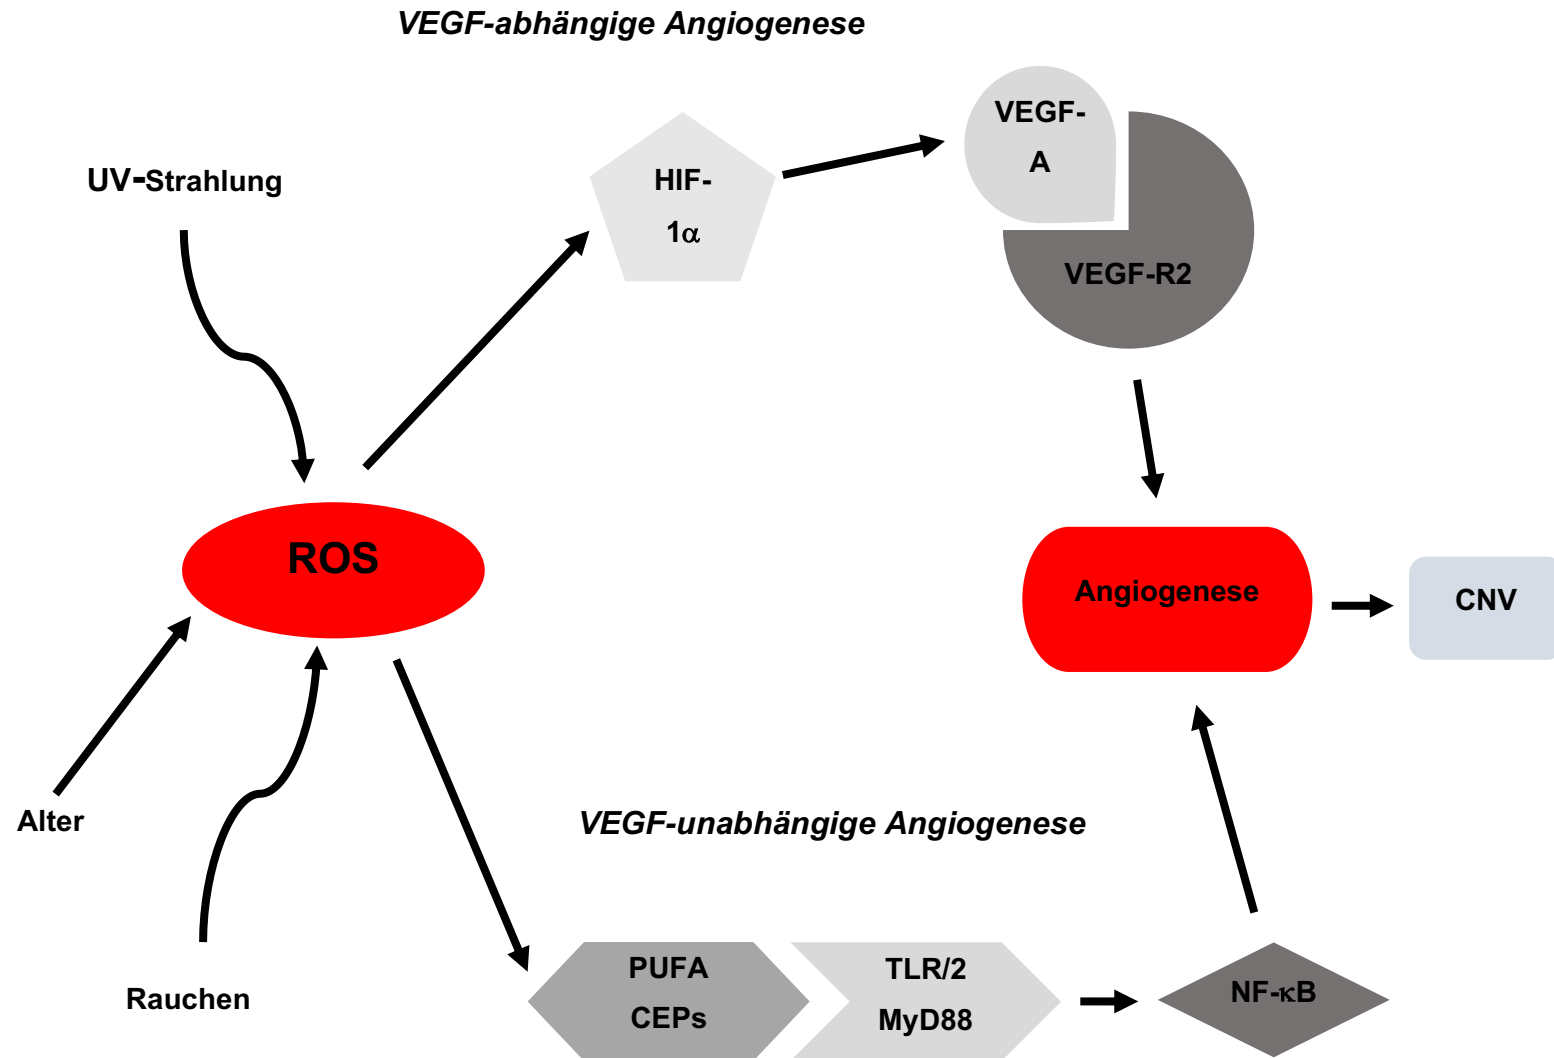 VEGF-abhängige Angiogenese
VEGF-
A
UV-Strahlung
HIF-
1α
VEGF-R2
ROS
Angiogenese
CNV
Alter
VEGF-unabhängige Angiogenese
Rauchen
PUFA
CEPs
TLR/2
MyD88
NF-κB